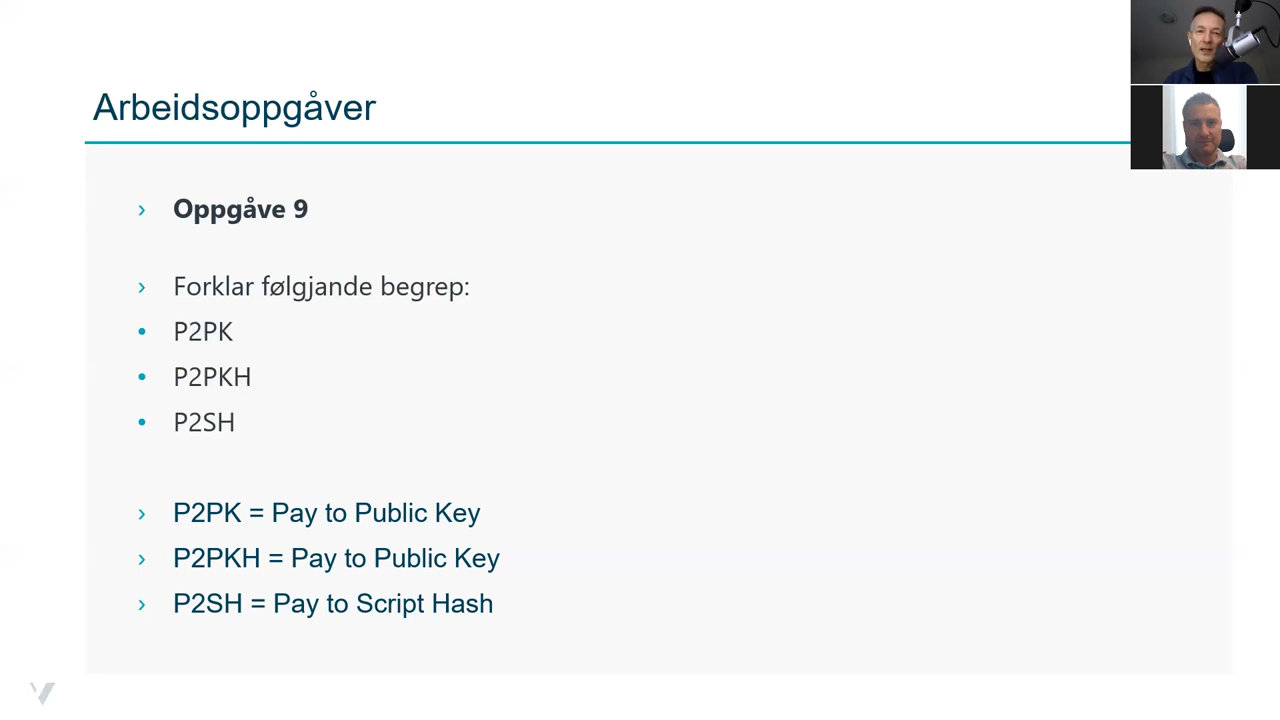 Arbeidsoppgåver
Oppgåve 9
Forklar følgjande begrep:
P2PK
P2PKH
P2SH
P2PK = Pay to Public Key
P2PKH = Pay to Public Key
P2SH = Pay to Script Hash